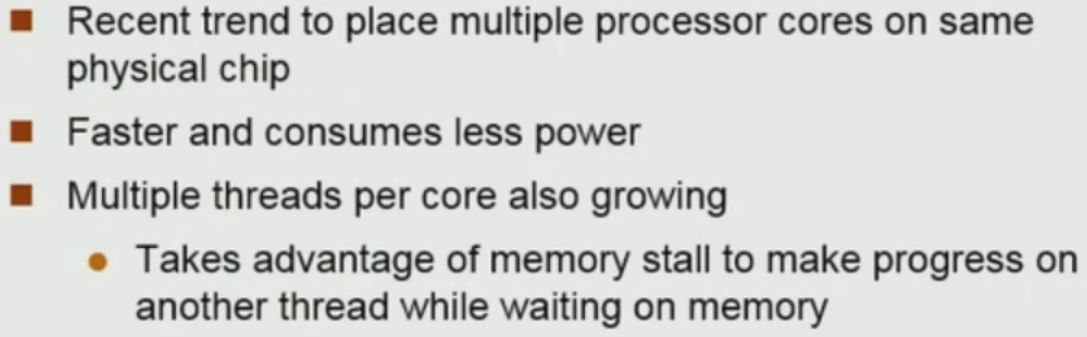 Recent trend to place multiple processor cores on same
physical chip
Faster and consumes less power
Multiple threads per core also growing
Takes advantage of memory stall to make progress on
another thread while waiting on memory